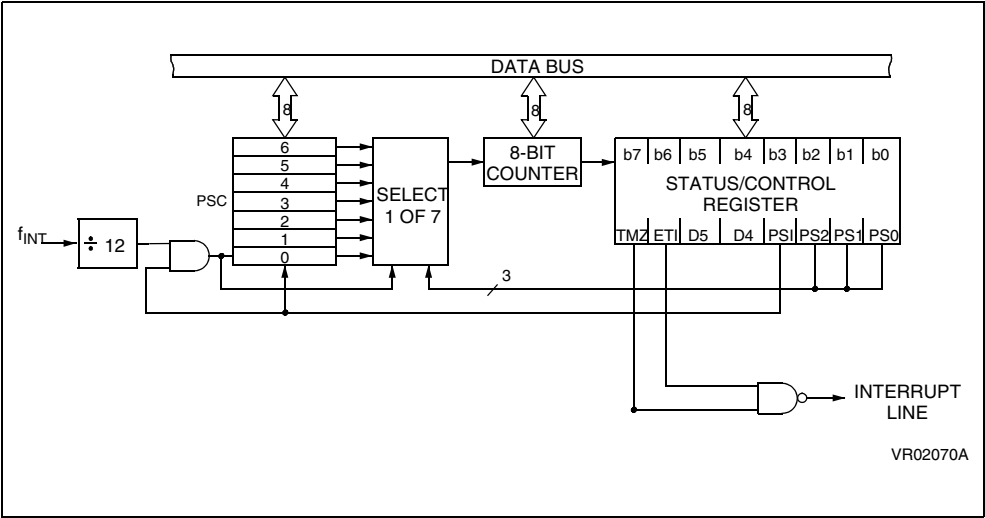 DATA BUS
8
8
8
6
5
4
3
2
1
0
PSC
SELECT
1 OF 7
8-BIT
COUNTER
b7 b6 b5 b4 b3 b2 b1 b0
STATUS/CONTROL
REGISTER
TMZ ETI D5 D4 PSI PS2 PS1 PS0
fINT
÷ 12
3
INTERRUPT
LINE
VR02070A